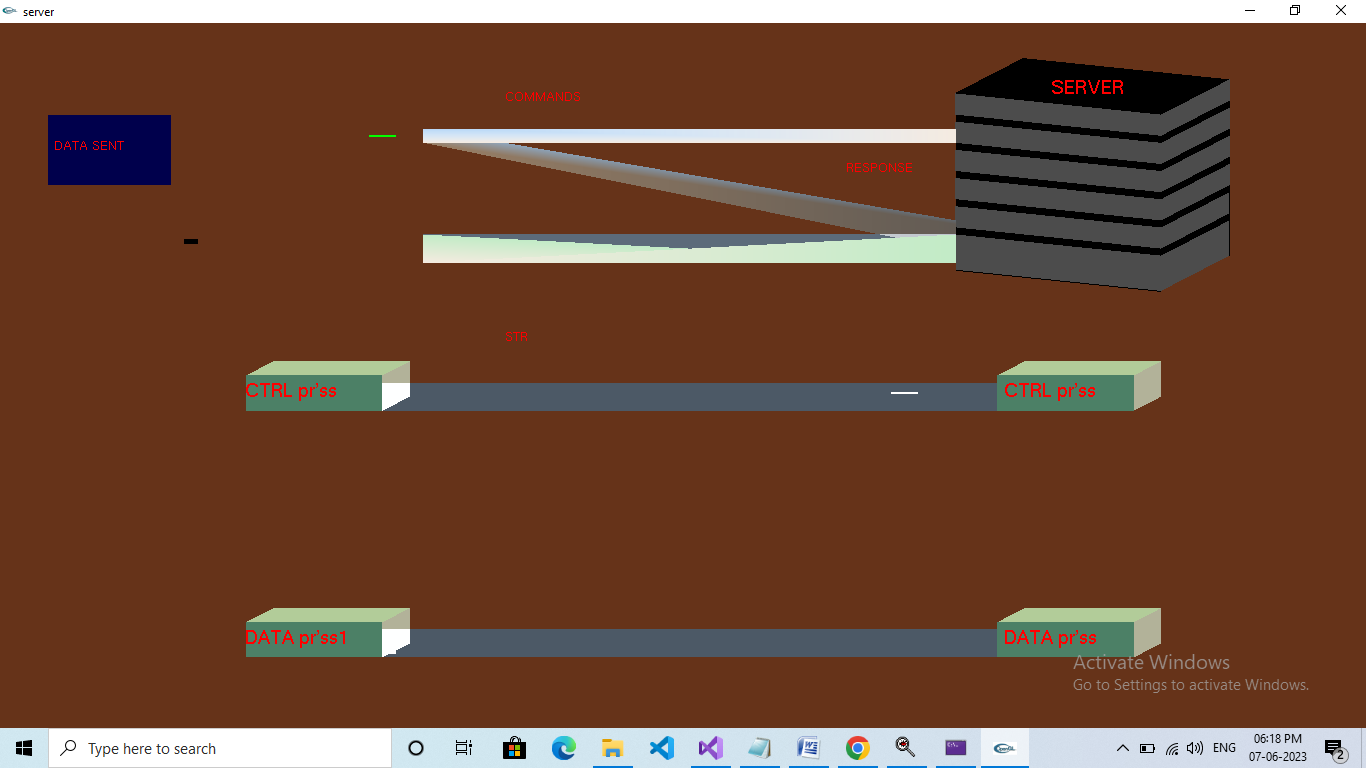 server
SERVER
COMMANDS
DATA SENT
RESPONSE
STR
CTRL pr'ss
CTRL pr'ss
DATA pr'ss1
DATA pr'ss
Activate Windows
Go to Settings to activate Windows.
Type here to search
ENG
06:18 PM
07-06-2023
2